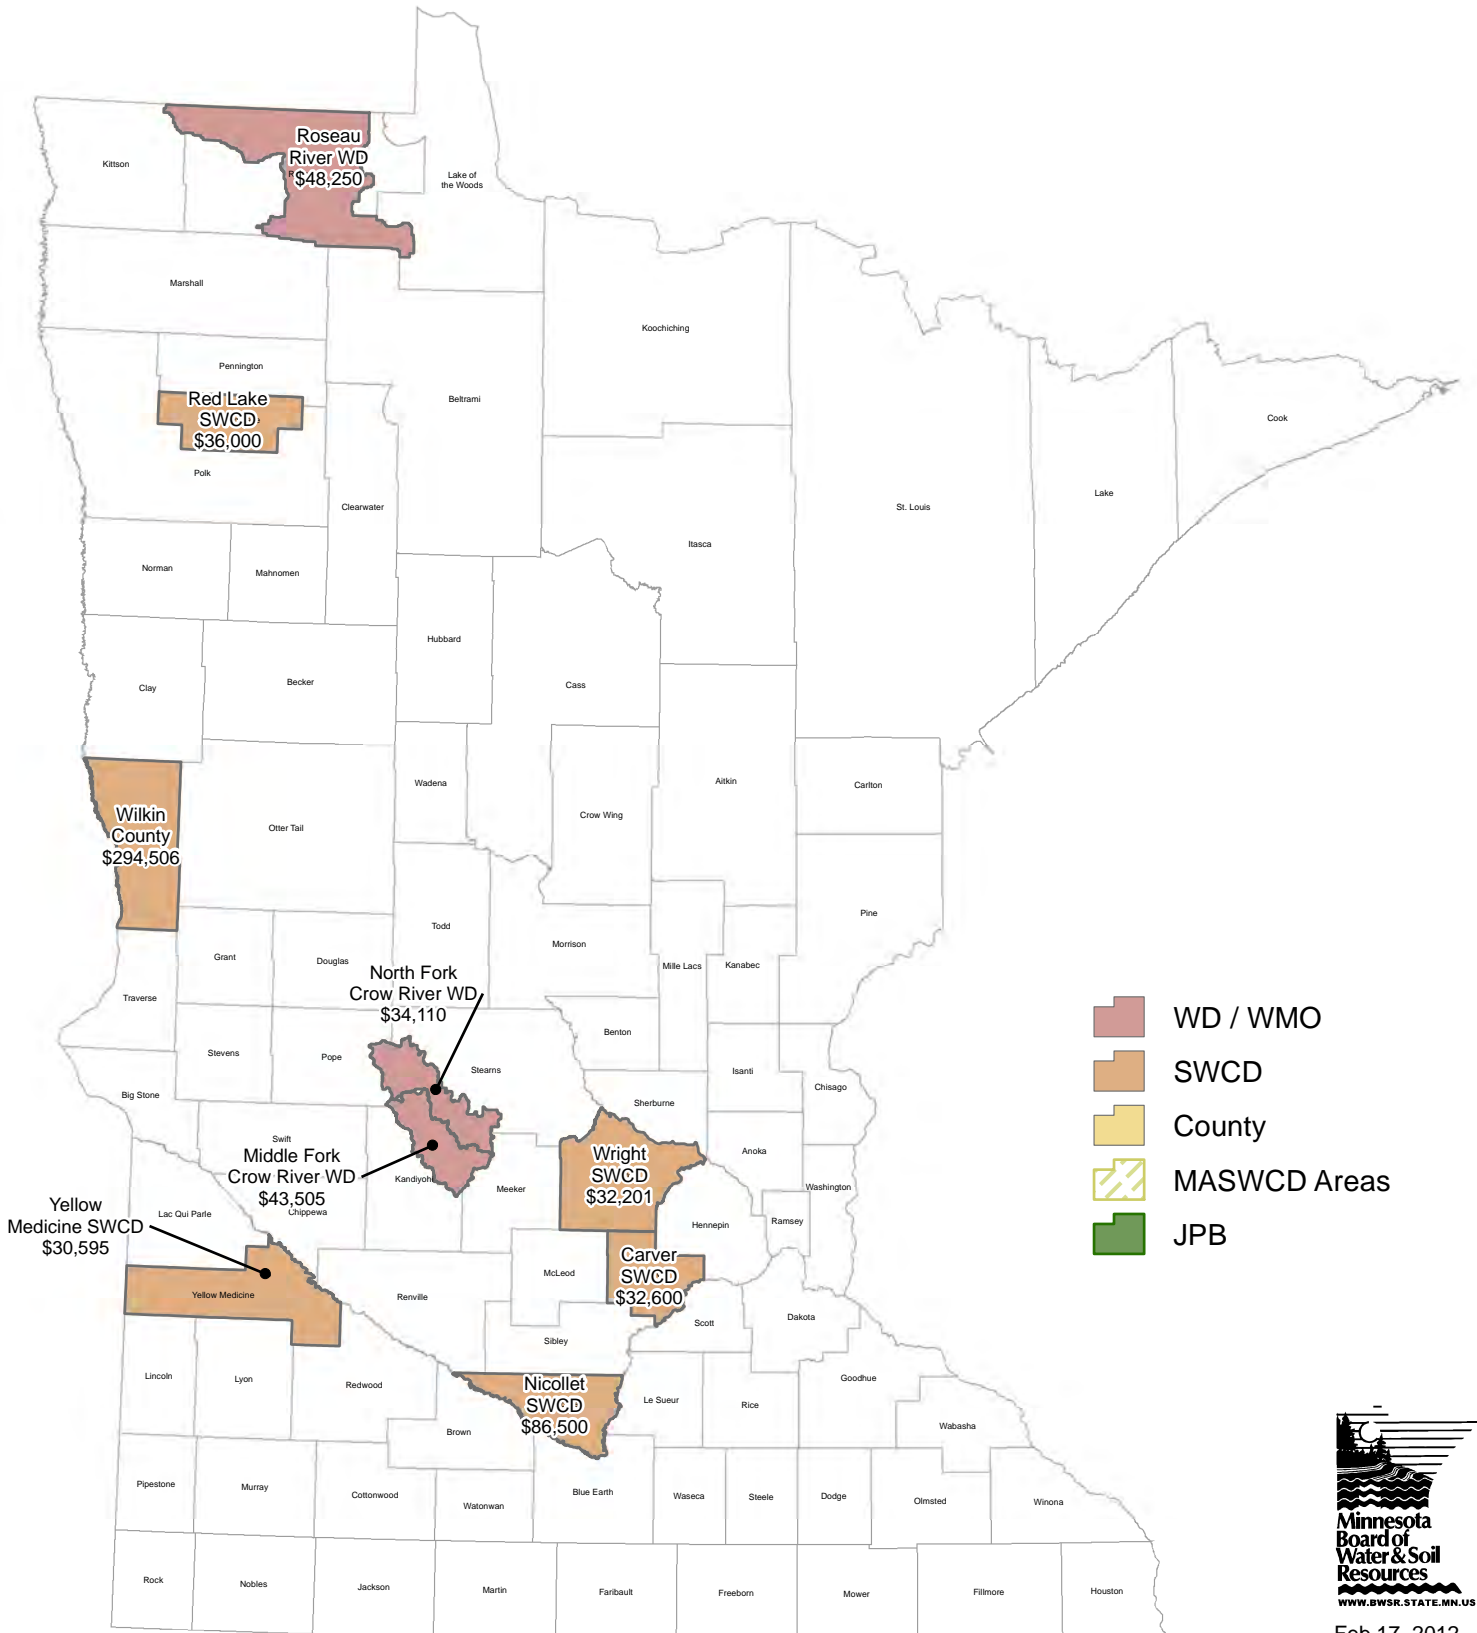 Roseau
River WD
$48,250
Kittson
Lake of
the Woods
Marshall
Koochiching
Pennington
Red Lake
SWCD
$36,000
Beltrami
Cook
Polk
Clearwater
Lake
St. Louis
Itasca
Norman
Mahnomen
Hubbard
Clay
Becker
Cass
Wadena
Aitkin
Carlton
Wilkin
County
$294,506
Otter Tail
Crow Wing
Pine
Todd
Morrison
Grant
Douglas
Mille Lacs
Kanabec
North Fork
Crow River WD
$34,110
Traverse
Benton
Stevens
Pope
Stearns
Isanti
Chisago
Big Stone
Sherburne
Swift
Middle Fork
Crow River WD
$43,505
Chippewa
Kandiyohi
Meeker
Wright
SWCD
$32,201
Anoka
Washington
Hennepin
Ramsey
Yellow
Medicine SWCD
$30,595
Lac Qui Parle
Yellow Medicine
Renville
McLeod
Carver
SWCD
$32,600
Scott
Dakota
Sibley
Lincoln
Lyon
Redwood
Nicollet
SWCD
$86,500
Le Sueur
Rice
Goodhue
Wabasha
Brown
Pipestone
Murray
Cottonwood
Watonwan
Blue Earth
Waseca
Steele
Dodge
Olmsted
Winona
Rock
Nobles
Jackson
Martin
Faribault
Freeborn
Mower
Fillmore
Houston
WD / WMO
SWCD
County
MASWCD Areas
JPB
Minnesota
Board of
Water & Soil
Resources
WWW.BWSR.STATE.MN.US
Feb 17, 2012